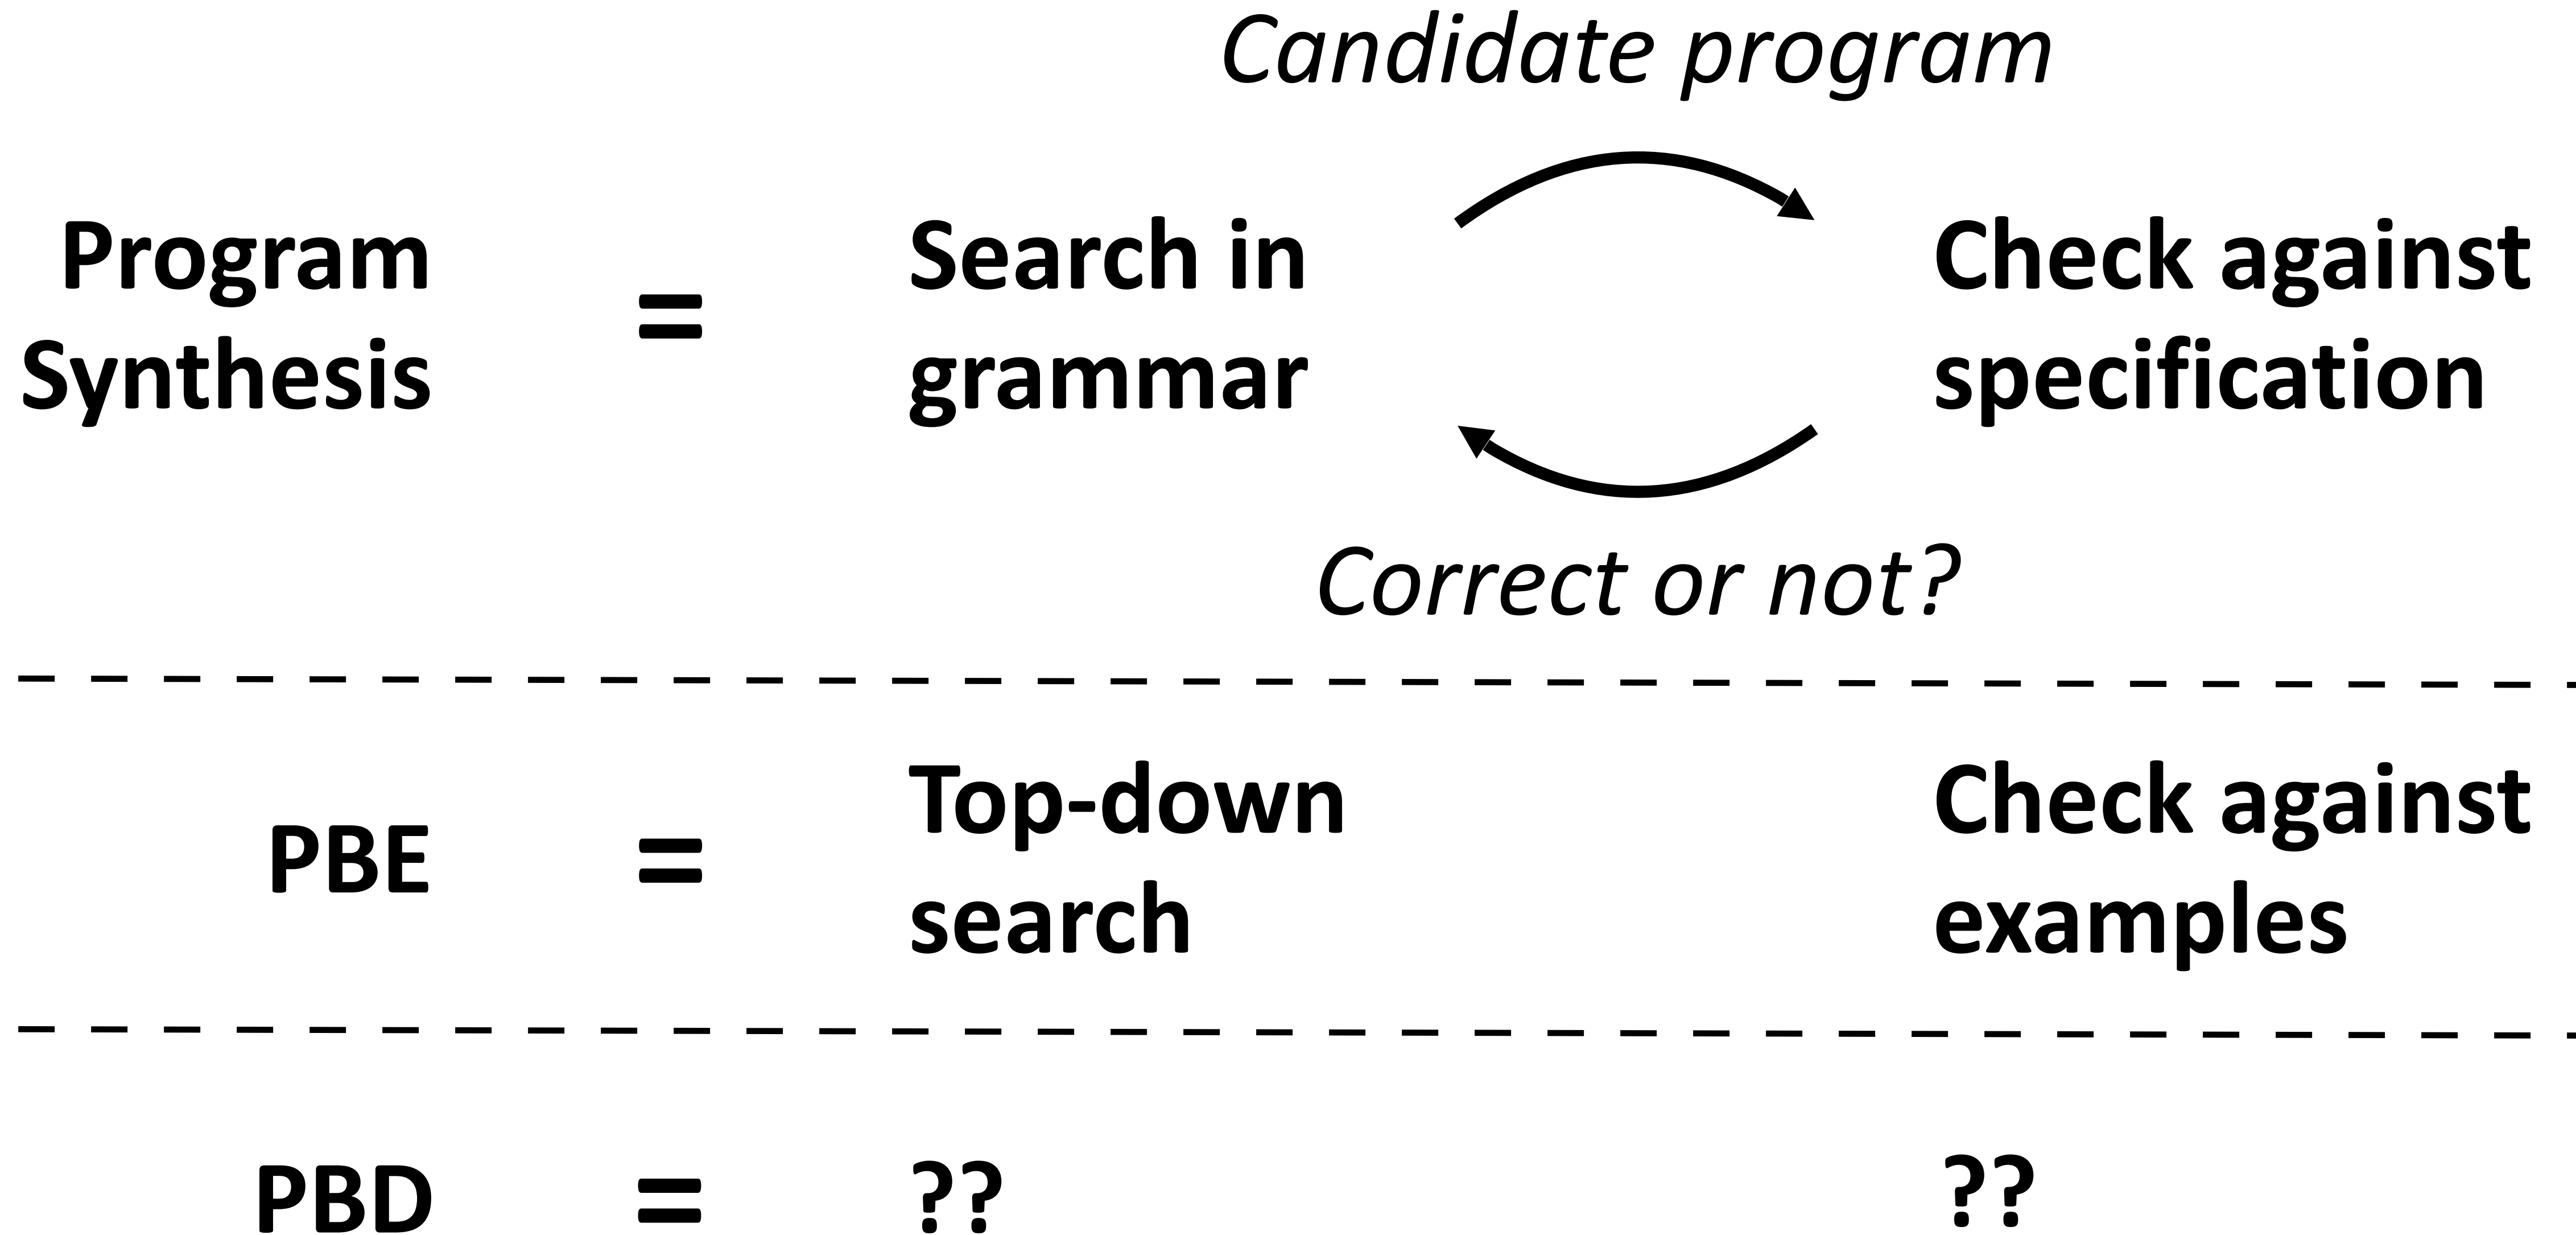 Candidate program
Program
Synthesis
=
Search in
grammar
Check against
specification
Correct or not?
PBE
=
Top-down
search
Check against
examples
PBD
=
??
??